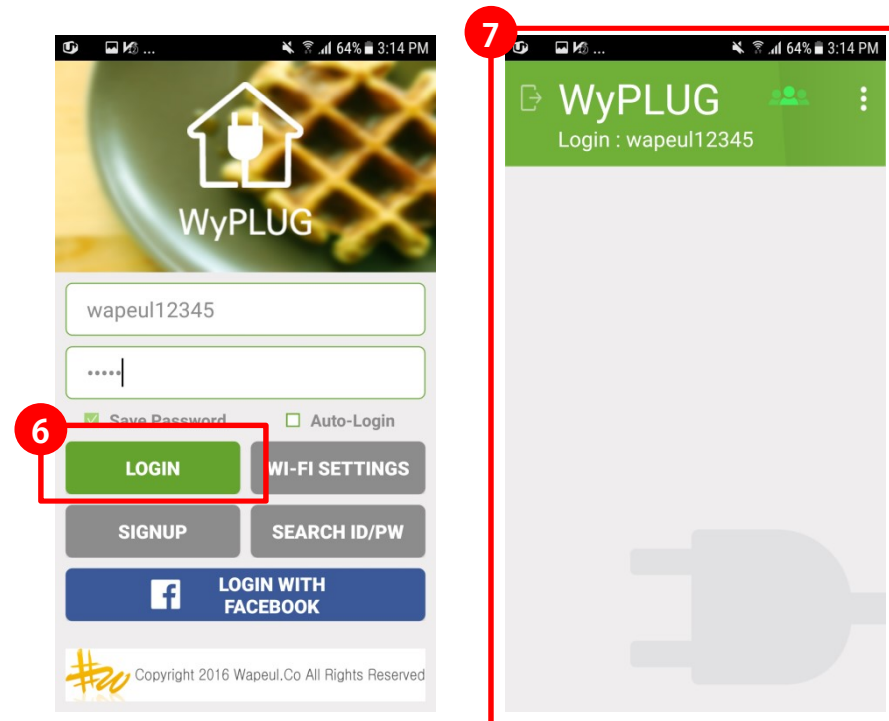 ... 64% 3:14 PM
WyPLUG
wapeul12345
•••••
Save Password Auto-Login
6
LOGIN WI-FI SETTINGS
SIGNUP SEARCH ID/PW
LOGIN WITH
FACEBOOK
Copyright 2016 Wapeul.Co All Rights Reserved
7
... 64% 3:14 PM
WyPLUG
Login : wapeul12345